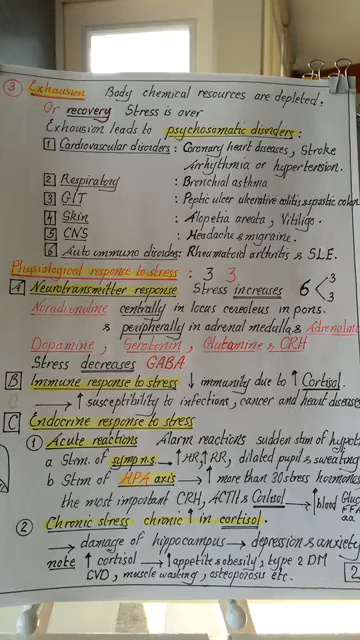 ③ Exhausion Body chemical resources are depleted.
Or recovery Stress is over
Exhausion leads to psychosomatic disorders:
1 Cardiovascular disorders: Coronary heart diseases, Stroke
Arrhythmia or hypertension.
2 Respiratory : Bronchial asthma
3 GIT : Peptic ulcer ulcerative colitis & spastic colon
4 Skin : Alopetia areata, Vitiligo.
5 CNS : Headache & migraine.
6 Autoimmuno disordes: Rheumatoid arthritis & SLE.
Physiological response to stress : 3 3
A Neurotransmitter response Stress increases 6 < 3
3
Noradrenoline centrally in locus cereoleus in pons.
& peripherally in adrenal medulla & Adrenaline
Dopamine, Serotonin, Glutamine & CRH
Stress decreases GABA
B Immune response to stress ↓ immunity due to ↑ Cortisol.
→ ↑ susceptibility to infections, cancer and heart diseases
C Endocrine response to stress
① Acute reactions Alarm reactions sudden stim of hypoth
a Stim. of symp.n.s → ↑HR, ↑RR, dilated pupil & sweating
b Stim of HPA axis → ↑ more than 30 stress hormones
the most important CRH, ACTH & Cortisol → ↑ blood Gluc
FFA
aa
② Chronic stress chronic ↑ in cortisol.
→ damage of hippocampus → depression & anxiety
note ↑ cortisol → ↑ appetite & obesity, type 2 DM
CVD, muscle wasting, osteoporosis etc.
2